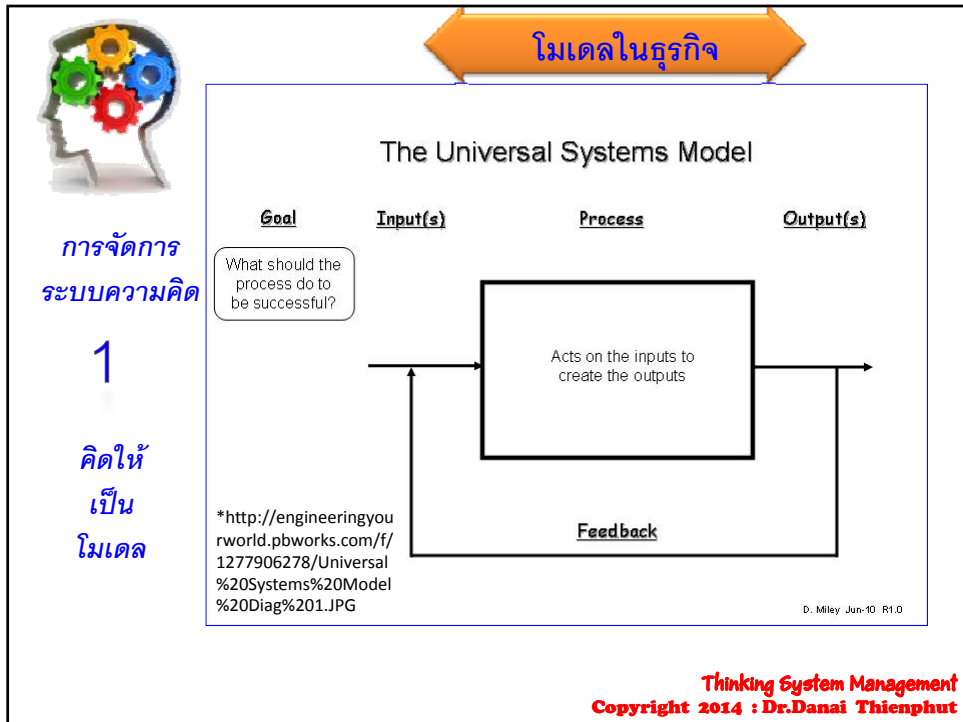 โมเดลในธุรกิจ
การจัดการ
ระบบความคิด
1
คิดให้
เป็น
โมเดล
The Universal Systems Model
Goal Input(s) Process Output(s)
What should the
process do to
be successful?
Acts on the inputs to
create the outputs
Feedback
*http://engineeringyou
rworld.pbworks.com/f/
1277906278/Universal
%20Systems%20Model
%20Diag%201.JPG
D. Miley Jun-10 R1.0
Thinking System Management
Copyright 2014 : Dr.Danai Thienphut